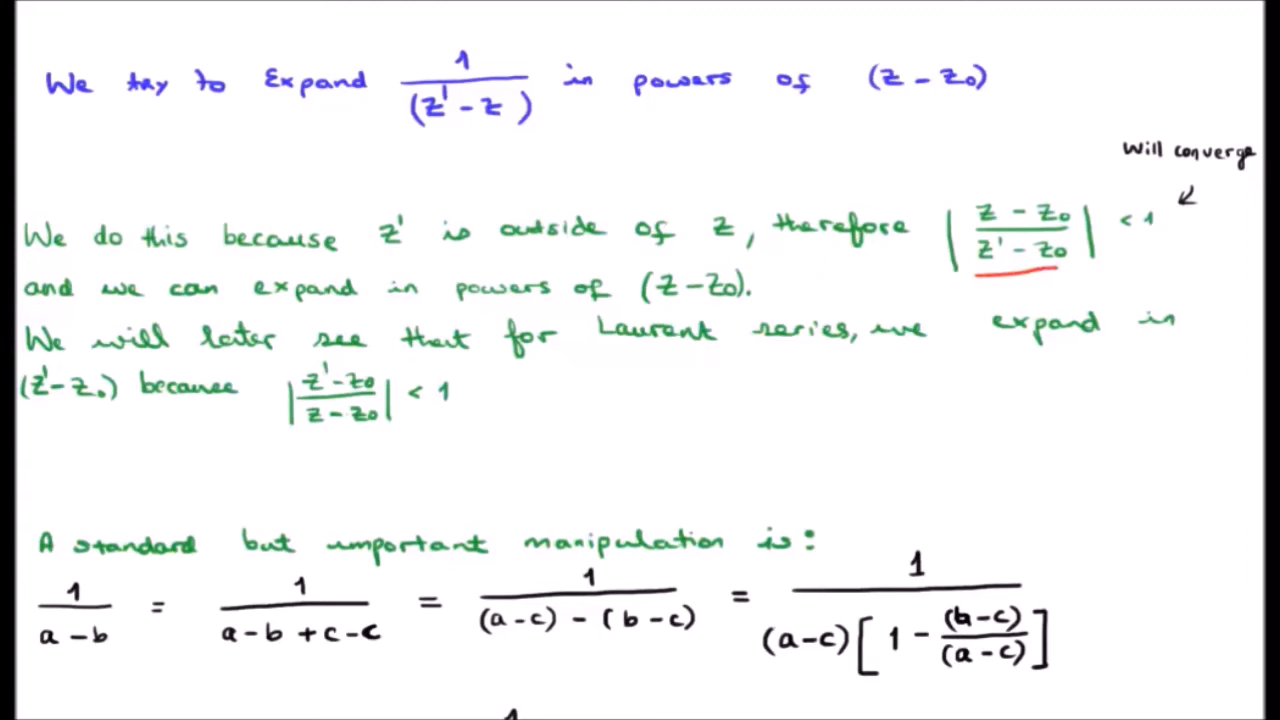 We try to Expand 1/(z' - z) in powers of (z - z₀)
Will converge
We do this because z' is outside of z, therefore |(z - z₀)/(z' - z₀)| < 1
and we can expand in powers of (z-z₀).
We will later see that for Laurent series, we expand in
(z'-z₀) because |(z'-z₀)/(z-z₀)| < 1
A standard but important manipulation is:
1/(a-b) = 1/(a-b+c-c) = 1/((a-c) - (b-c)) = 1/((a-c)[1 - (b-c)/(a-c)])